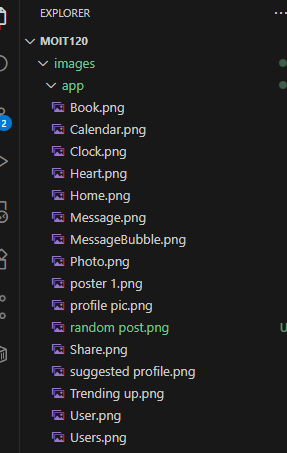 EXPLORER
MOIT120
images
app
Book.png
Calendar.png
Clock.png
Heart.png
Home.png
Message.png
MessageBubble.png
Photo.png
poster 1.png
profile pic.png
random post.png U
Share.png
suggested profile.png
Trending up.png
User.png
Users.png
2